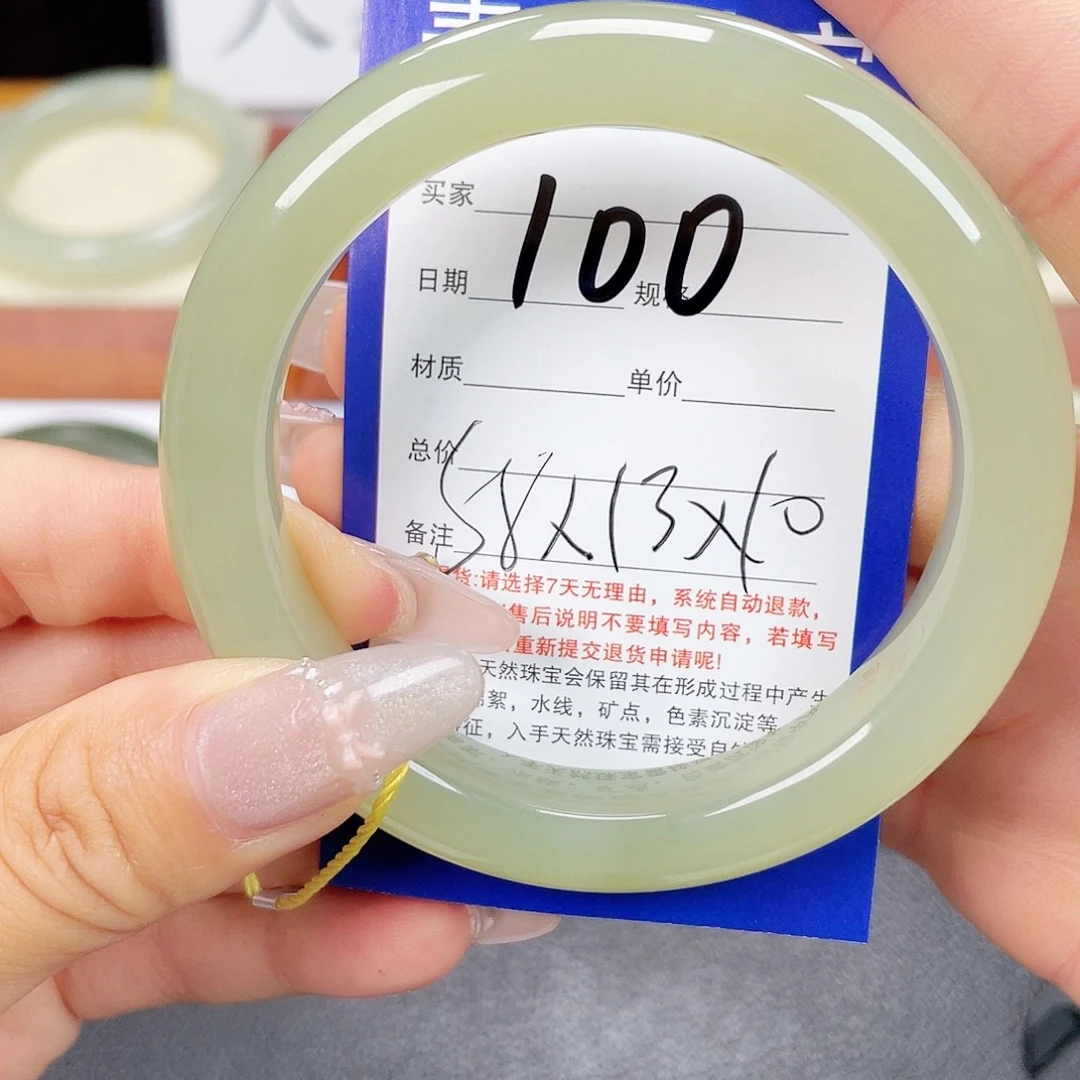 买家
100
日期 规格
材质 单价
总价
58x13x10
备注
货:请选择7天无理由，系统自动退款，
售后说明不要填写内容，若填写
重新提交退货申请呢!
天然珠宝会保留其在形成过程中产生
絮，水线，矿点，色素沉淀等
征，入手天然珠宝需接受自然